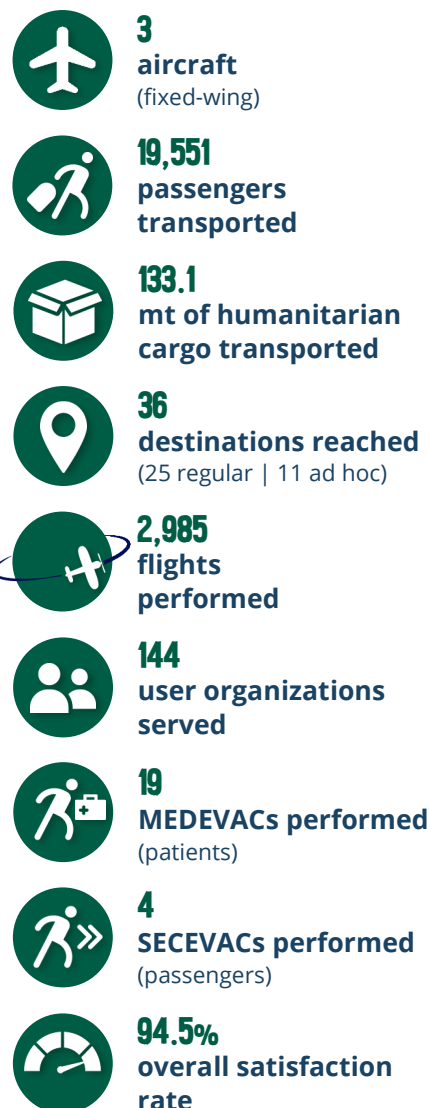 3
aircraft
(fixed-wing)
19,551
passengers
transported
133.1
mt of humanitarian
cargo transported
36
destinations reached
(25 regular | 11 ad hoc)
2,985
flights
performed
144
user organizations
served
19
MEDEVACs performed
(patients)
4
SECEVACs performed
(passengers)
94.5%
overall satisfaction
rate